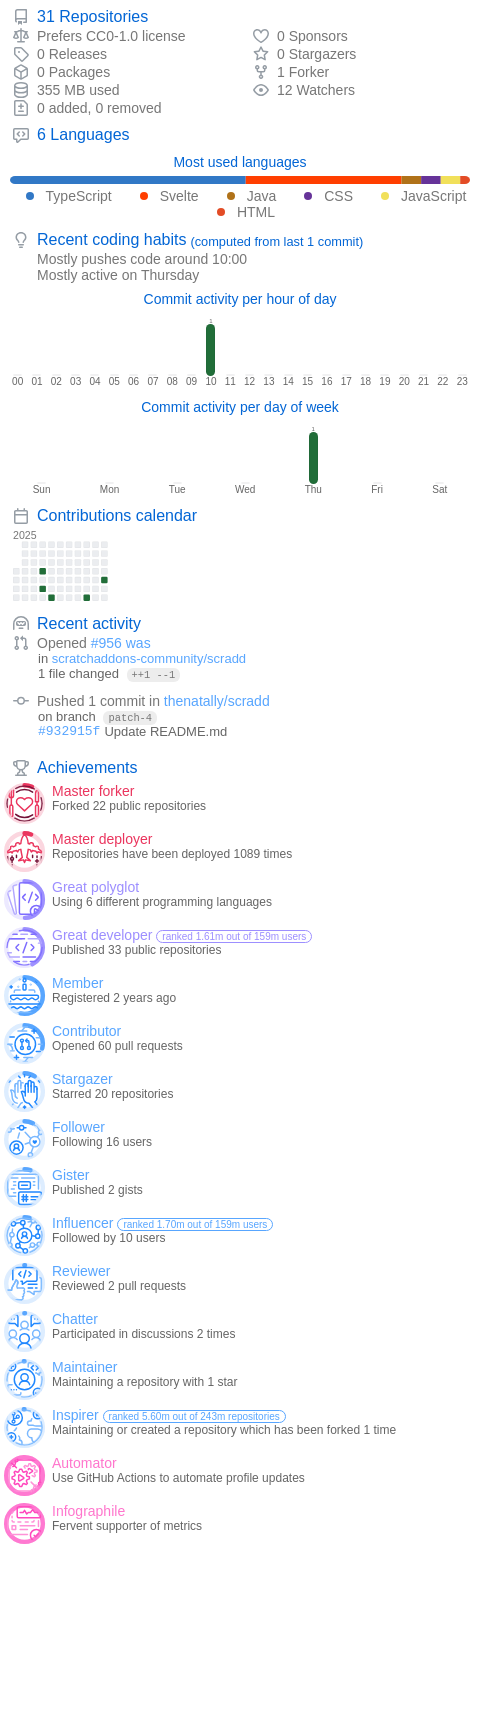 31 Repositories
Prefers CC0-1.0 license
0 Sponsors
0 Releases
0 Stargazers
0 Packages
1 Forker
355 MB used
12 Watchers
0 added, 0 removed
6 Languages
Most used languages
TypeScript Svelte Java CSS JavaScript
HTML
Recent coding habits (computed from last 1 commit)
Mostly pushes code around 10:00
Mostly active on Thursday
Commit activity per hour of day
1
00 01 02 03 04 05 06 07 08 09 10 11 12 13 14 15 16 17 18 19 20 21 22 23
Commit activity per day of week
1
Sun Mon Tue Wed Thu Fri Sat
Contributions calendar
2025
Recent activity
Opened #956 was
in scratchaddons-community/scradd
1 file changed ++1 --1
Pushed 1 commit in thenatally/scradd
on branch patch-4
#932915f Update README.md
Achievements
Master forker
Forked 22 public repositories
Master deployer
Repositories have been deployed 1089 times
Great polyglot
Using 6 different programming languages
Great developer ranked 1.61m out of 159m users
Published 33 public repositories
Member
Registered 2 years ago
Contributor
Opened 60 pull requests
Stargazer
Starred 20 repositories
Follower
Following 16 users
Gister
Published 2 gists
Influencer ranked 1.70m out of 159m users
Followed by 10 users
Reviewer
Reviewed 2 pull requests
Chatter
Participated in discussions 2 times
Maintainer
Maintaining a repository with 1 star
Inspirer ranked 5.60m out of 243m repositories
Maintaining or created a repository which has been forked 1 time
Automator
Use GitHub Actions to automate profile updates
Infographile
Fervent supporter of metrics